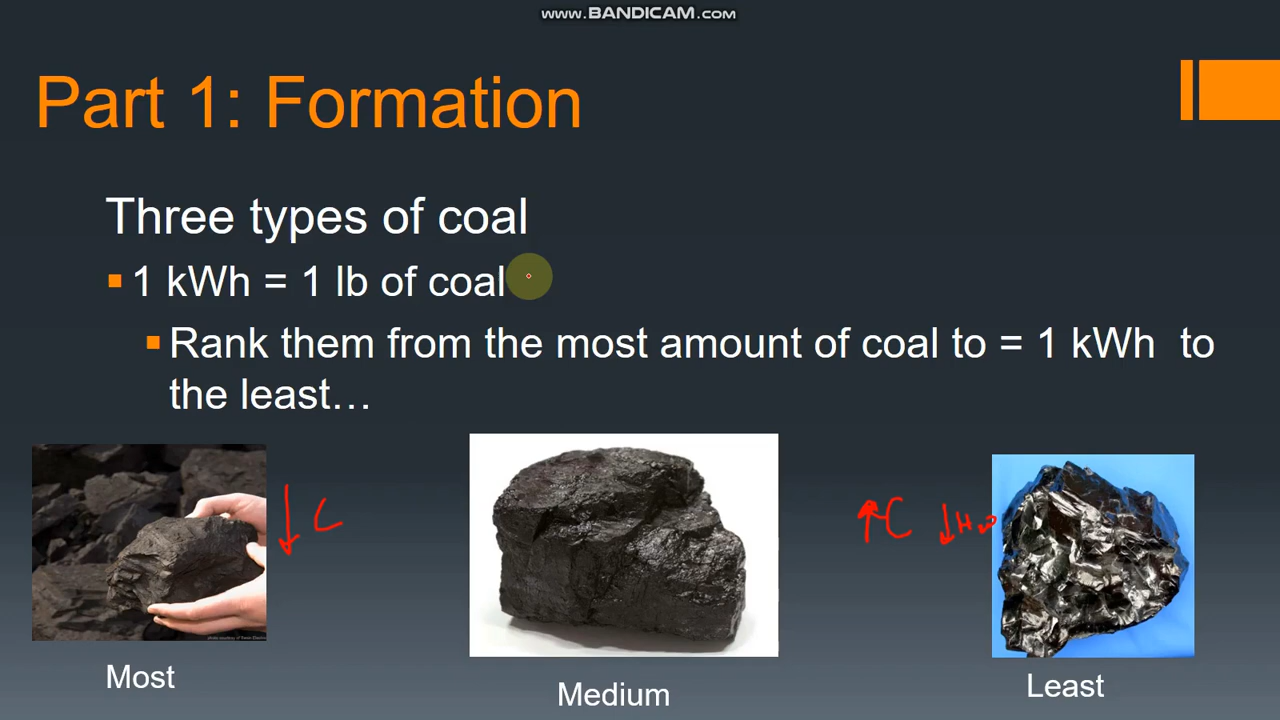 www.BANDICAM.com
Part 1: Formation
Three types of coal
1 kWh = 1 lb of coal
Rank them from the most amount of coal to = 1 kWh to
the least…
↓ C
↑C ↓H₂O
Most
Medium
Least